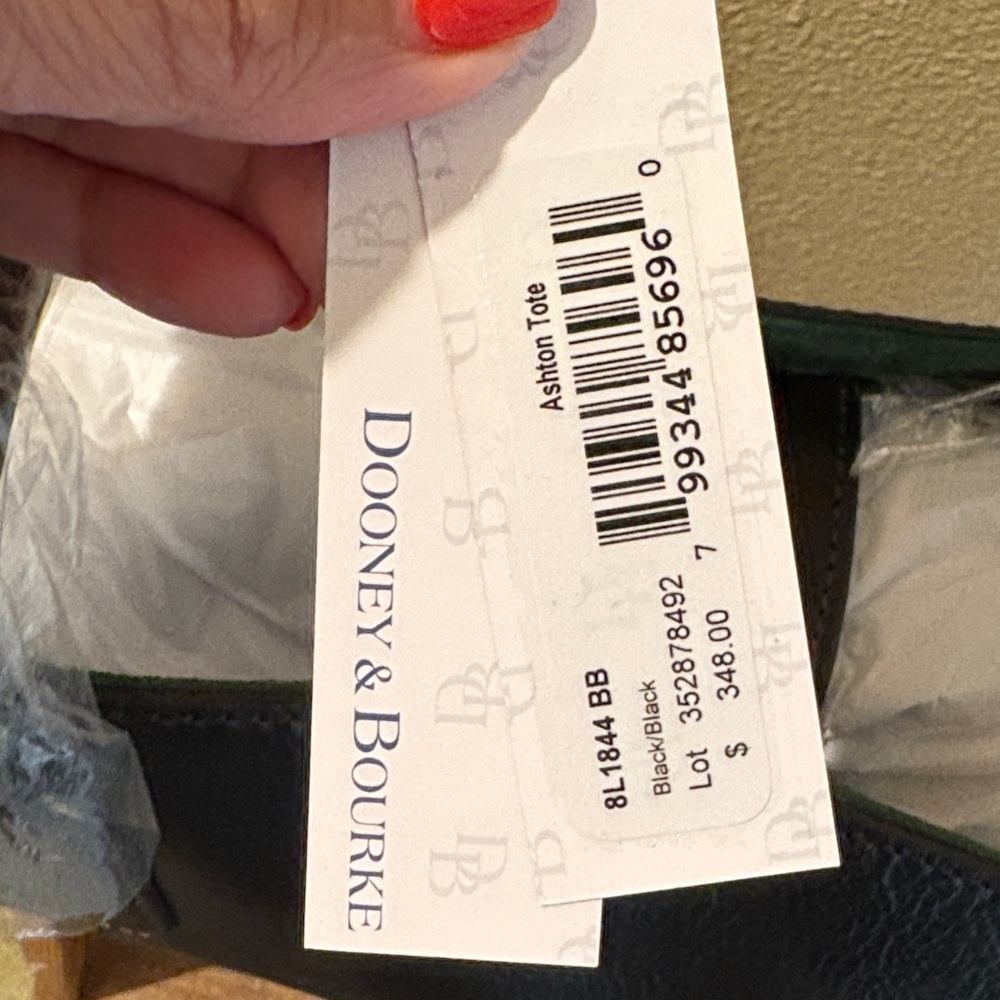 DOONEY & BOURKE
Ashton Tote
7 99344 85696 0
8L1844 BB
Black/Black
Lot 352878492
$ 348.00